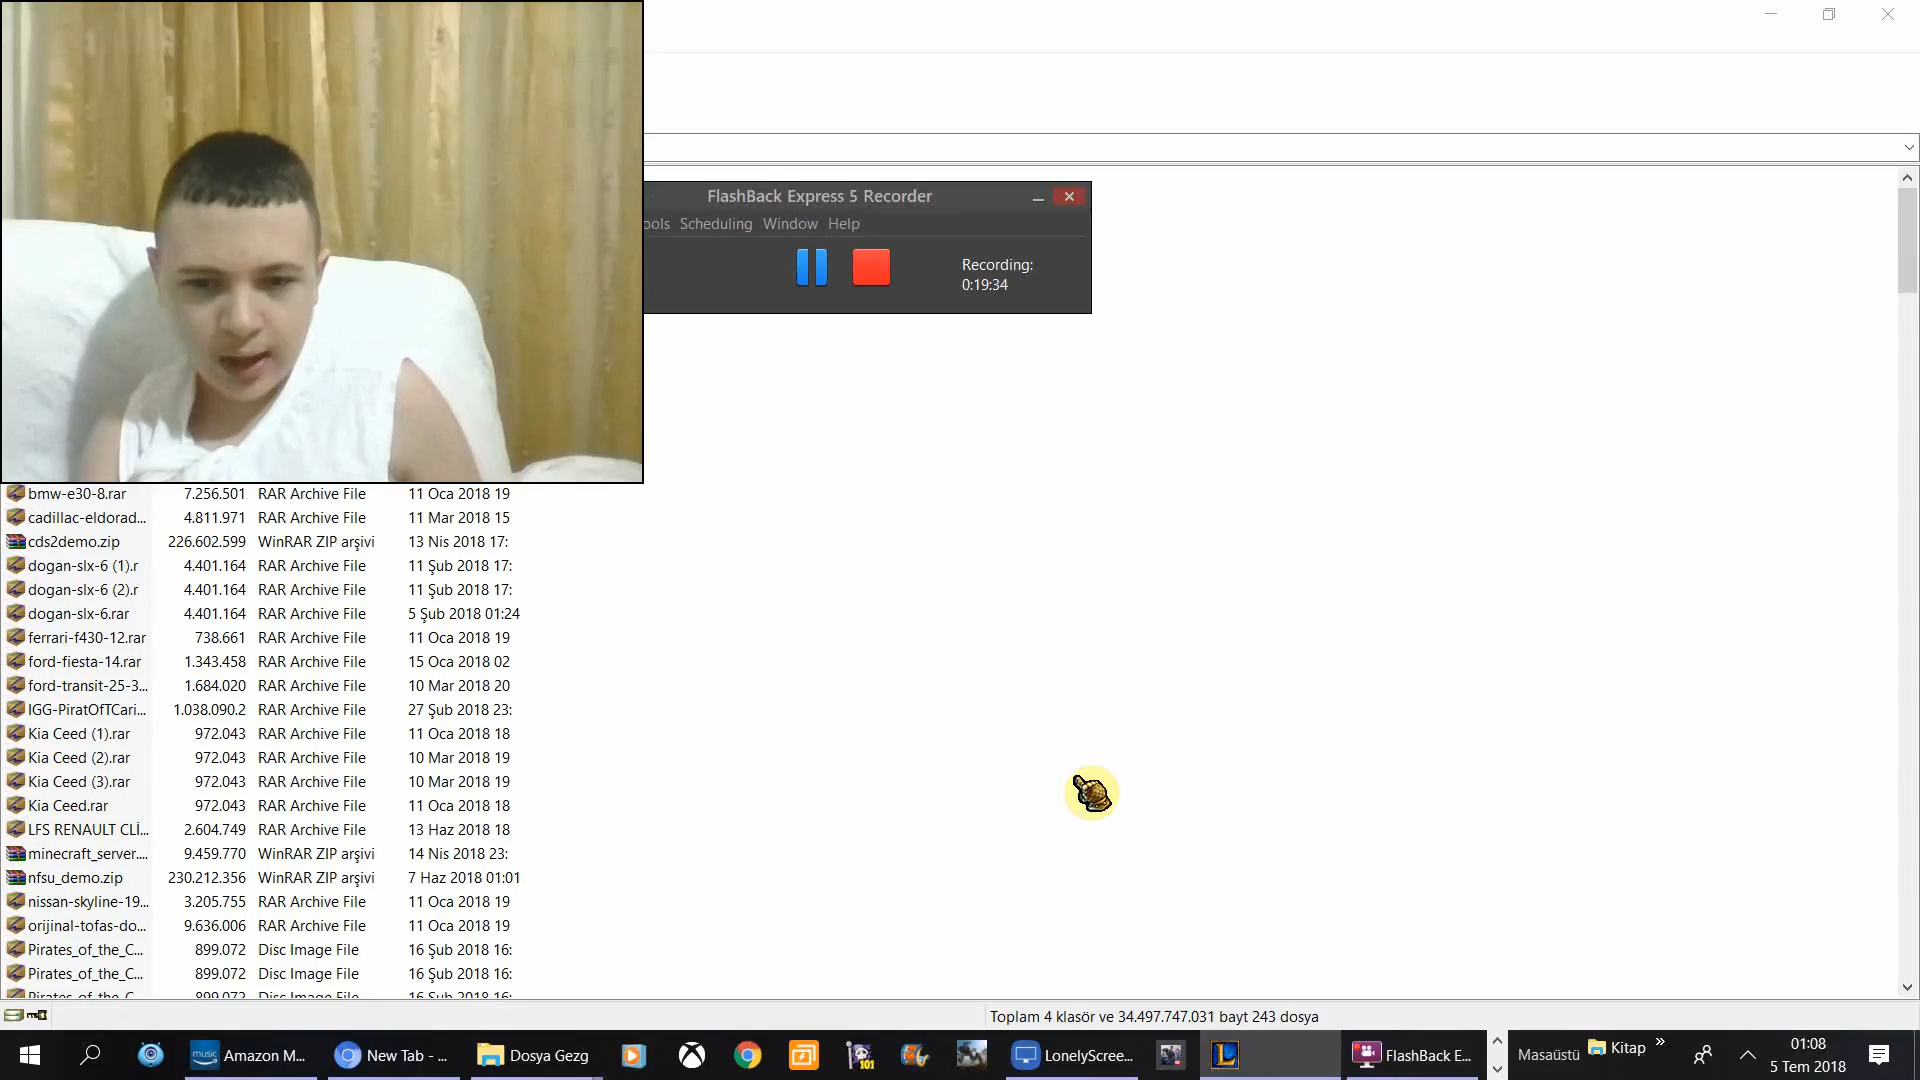 FlashBack Express 5 Recorder
ools Scheduling Window Help
Recording:
0:19:34
bmw-e30-8.rar 7.256.501 RAR Archive File 11 Oca 2018 19
cadillac-eldorad... 4.811.971 RAR Archive File 11 Mar 2018 15
cds2demo.zip 226.602.599 WinRAR ZIP arşivi 13 Nis 2018 17:
dogan-slx-6 (1).r 4.401.164 RAR Archive File 11 Şub 2018 17:
dogan-slx-6 (2).r 4.401.164 RAR Archive File 11 Şub 2018 17:
dogan-slx-6.rar 4.401.164 RAR Archive File 5 Şub 2018 01:24
ferrari-f430-12.rar 738.661 RAR Archive File 11 Oca 2018 19
ford-fiesta-14.rar 1.343.458 RAR Archive File 15 Oca 2018 02
ford-transit-25-3... 1.684.020 RAR Archive File 10 Mar 2018 20
IGG-PiratOfTCari... 1.038.090.2 RAR Archive File 27 Şub 2018 23:
Kia Ceed (1).rar 972.043 RAR Archive File 11 Oca 2018 18
Kia Ceed (2).rar 972.043 RAR Archive File 10 Mar 2018 19
Kia Ceed (3).rar 972.043 RAR Archive File 10 Mar 2018 19
Kia Ceed.rar 972.043 RAR Archive File 11 Oca 2018 18
LFS RENAULT CLİ... 2.604.749 RAR Archive File 13 Haz 2018 18
minecraft_server.... 9.459.770 WinRAR ZIP arşivi 14 Nis 2018 23:
nfsu_demo.zip 230.212.356 WinRAR ZIP arşivi 7 Haz 2018 01:01
nissan-skyline-19... 3.205.755 RAR Archive File 11 Oca 2018 19
orijinal-tofas-do... 9.636.006 RAR Archive File 11 Oca 2018 19
Pirates_of_the_C... 899.072 Disc Image File 16 Şub 2018 16:
Pirates_of_the_C... 899.072 Disc Image File 16 Şub 2018 16:
Pirates_of_the_C... 899.072 Disc Image File 16 Şub 2018 16:
Toplam 4 klasör ve 34.497.747.031 bayt 243 dosya
music Amazon M... New Tab - ... Dosya Gezg 101 LonelyScree... L FlashBack E... Masaüstü Kitap » 01:08
5 Tem 2018